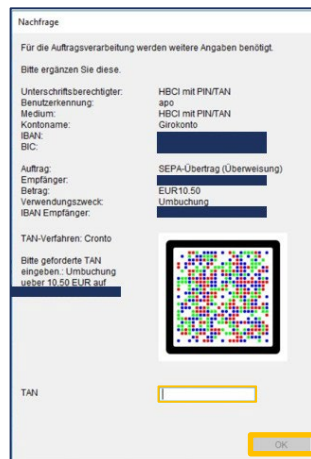 Nachfrage
Für die Auftragsverarbeitung werden weitere Angaben benötigt.
Bitte ergänzen Sie diese.
Unterschriftsberechtigter: HBCI mit PIN/TAN
Benutzerkennung: apo
Medium: HBCI mit PIN/TAN
Kontoname: Girokonto
IBAN:
BIC:
Auftrag: SEPA-Übertrag (Überweisung)
Empfänger:
Betrag: EUR10.50
Verwendungszweck: Umbuchung
IBAN Empfänger:
TAN-Verfahren: Cronto
Bitte geforderte TAN
eingeben.: Umbuchung
ueber 10,50 EUR auf
TAN
OK